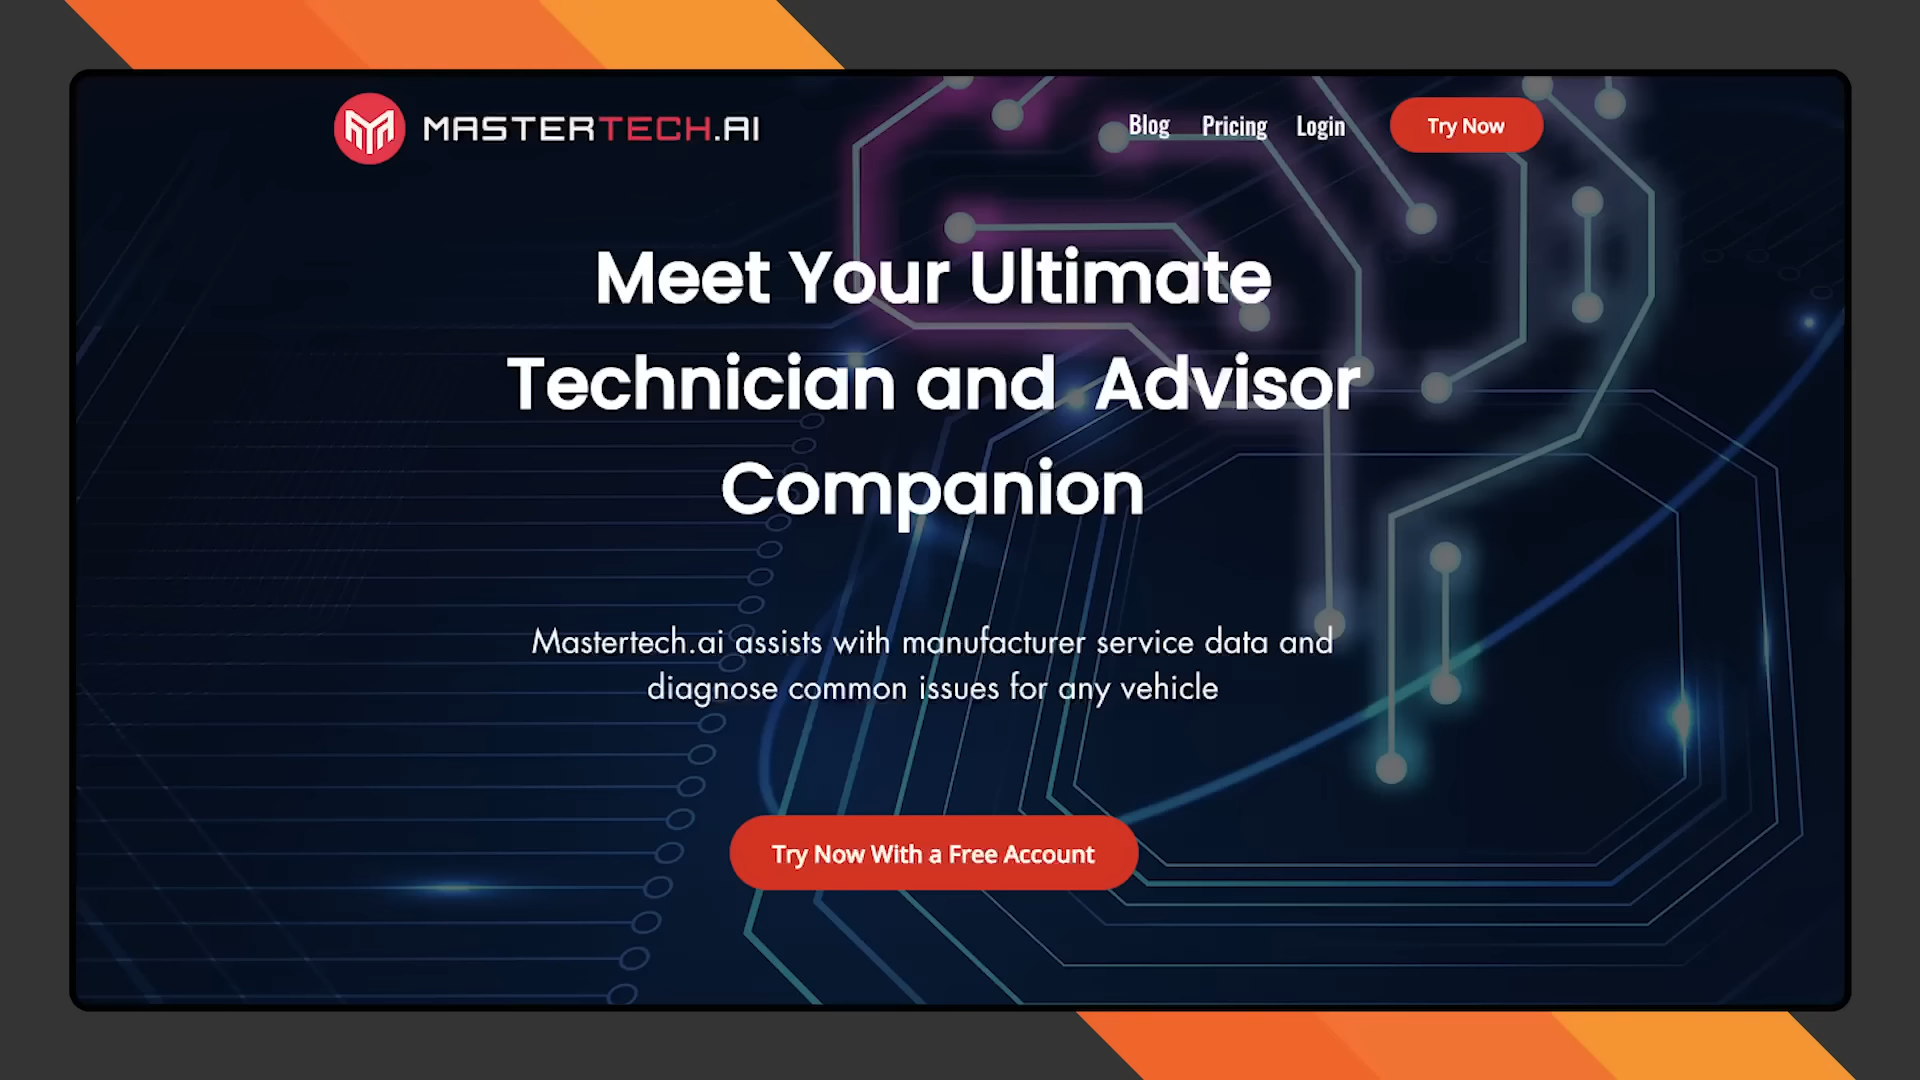 MASTERTECH.AI
Blog Pricing Login Try Now
Meet Your Ultimate
Technician and Advisor
Companion
Mastertech.ai assists with manufacturer service data and
diagnose common issues for any vehicle
Try Now With a Free Account